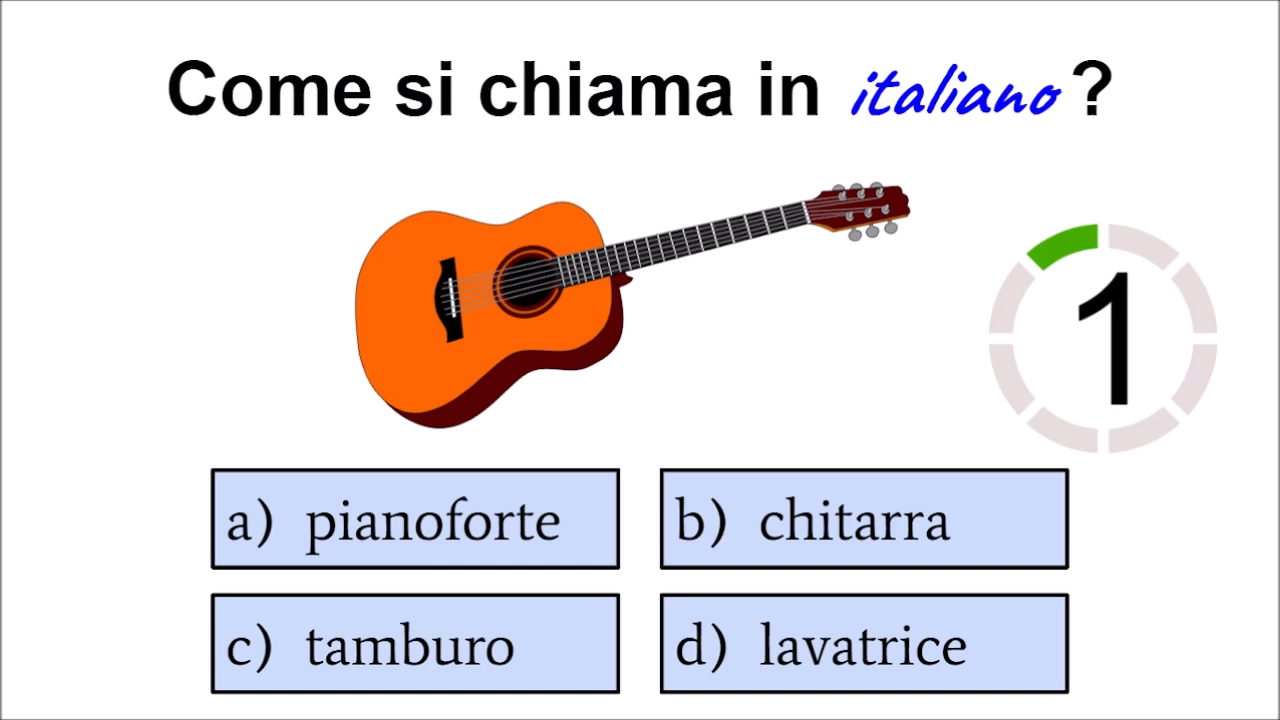 Come si chiama in italiano ?
1
a) pianoforte
b) chitarra
c) tamburo
d) lavatrice